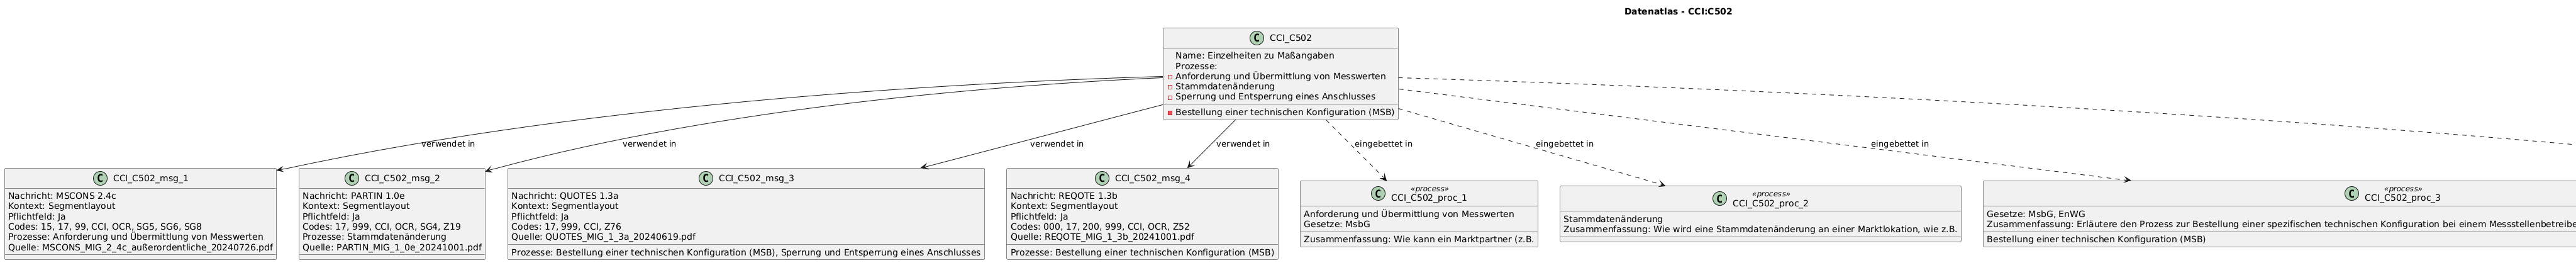 Datenatlas - CCI:C502
C CCI_C502
Name: Einzelheiten zu Maßangaben
Prozesse:
Anforderung und Übermittlung von Messwerten
Stammdatenänderung
Sperrung und Entsperrung eines Anschlusses
Bestellung einer technischen Konfiguration (MSB)
verwendet in
verwendet in
verwendet in
verwendet in
eingebettet in
eingebettet in
eingebettet in
C CCI_C502_msg_1
Nachricht: MSCONS 2.4c
Kontext: Segmentlayout
Pflichtfeld: Ja
Codes: 15, 17, 99, CCI, OCR, SG5, SG6, SG8
Prozesse: Anforderung und Übermittlung von Messwerten
Quelle: MSCONS_MIG_2_4c_außerordentliche_20240726.pdf
C CCI_C502_msg_2
Nachricht: PARTIN 1.0e
Kontext: Segmentlayout
Pflichtfeld: Ja
Codes: 17, 999, CCI, OCR, SG4, Z19
Prozesse: Stammdatenänderung
Quelle: PARTIN_MIG_1_0e_20241001.pdf
C CCI_C502_msg_3
Nachricht: QUOTES 1.3a
Kontext: Segmentlayout
Pflichtfeld: Ja
Codes: 17, 999, CCI, Z76
Quelle: QUOTES_MIG_1_3a_20240619.pdf
Prozesse: Bestellung einer technischen Konfiguration (MSB), Sperrung und Entsperrung eines Anschlusses
C CCI_C502_msg_4
Nachricht: REQOTE 1.3b
Kontext: Segmentlayout
Pflichtfeld: Ja
Codes: 000, 17, 200, 999, CCI, OCR, Z52
Quelle: REQOTE_MIG_1_3b_20241001.pdf
Prozesse: Bestellung einer technischen Konfiguration (MSB)
«process»
C CCI_C502_proc_1
Anforderung und Übermittlung von Messwerten
Gesetze: MsbG
Zusammenfassung: Wie kann ein Marktpartner (z.B.
«process»
C CCI_C502_proc_2
Stammdatenänderung
Zusammenfassung: Wie wird eine Stammdatenänderung an einer Marktlokation, wie z.B.
«process»
C CCI_C502_proc_3
Gesetze: MsbG, EnWG
Zusammenfassung: Erläutere den Prozess zur Bestellung einer spezifischen technischen Konfiguration bei einem Messstellenbetreibe
Bestellung einer technischen Konfiguration (MSB)